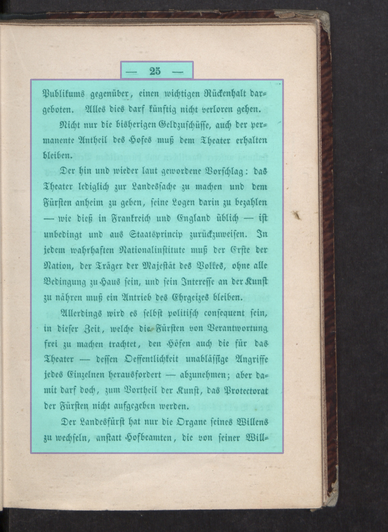 — 25 —
Publikums gegenüber, einen wichtigen Rückenhalt dar-
geboten. Alles dies darf künftig nicht verloren gehen.
Nicht nur die bisherigen Geldzuschüsse, auch der per-
manente Antheil des Hofes muß dem Theater erhalten
bleiben.
Der hin und wieder laut gewordene Vorschlag: das
Theater lediglich zur Landessache zu machen und dem
Fürsten anheim zu geben, seine Logen darin zu bezahlen
— wie dieß in Frankreich und England üblich — ist
unbedingt und aus Staatsprincip zurückzuweisen. In
jedem wahrhaften Nationalinstitute muß der Erste der
Nation, der Träger der Majestät des Volkes, ohne alle
Bedingung zu Haus sein, und sein Interesse an der Kunst
zu nähren muß ein Antrieb des Ehrgeizes bleiben.
Allerdings wird es selbst politisch consequent sein,
in dieser Zeit, welche die Fürsten von Verantwortung
frei zu machen trachtet, den Höfen auch die für das
Theater — dessen Oeffentlichkeit unablässige Angriffe
jedes Einzelnen herausfordert — abzunehmen; aber da-
mit darf doch, zum Vortheil der Kunst, das Protectorat
der Fürsten nicht aufgegeben werden.
Der Landesfürst hat nur die Organe seines Willens
zu wechseln, anstatt Hofbeamten, die von seiner Will-